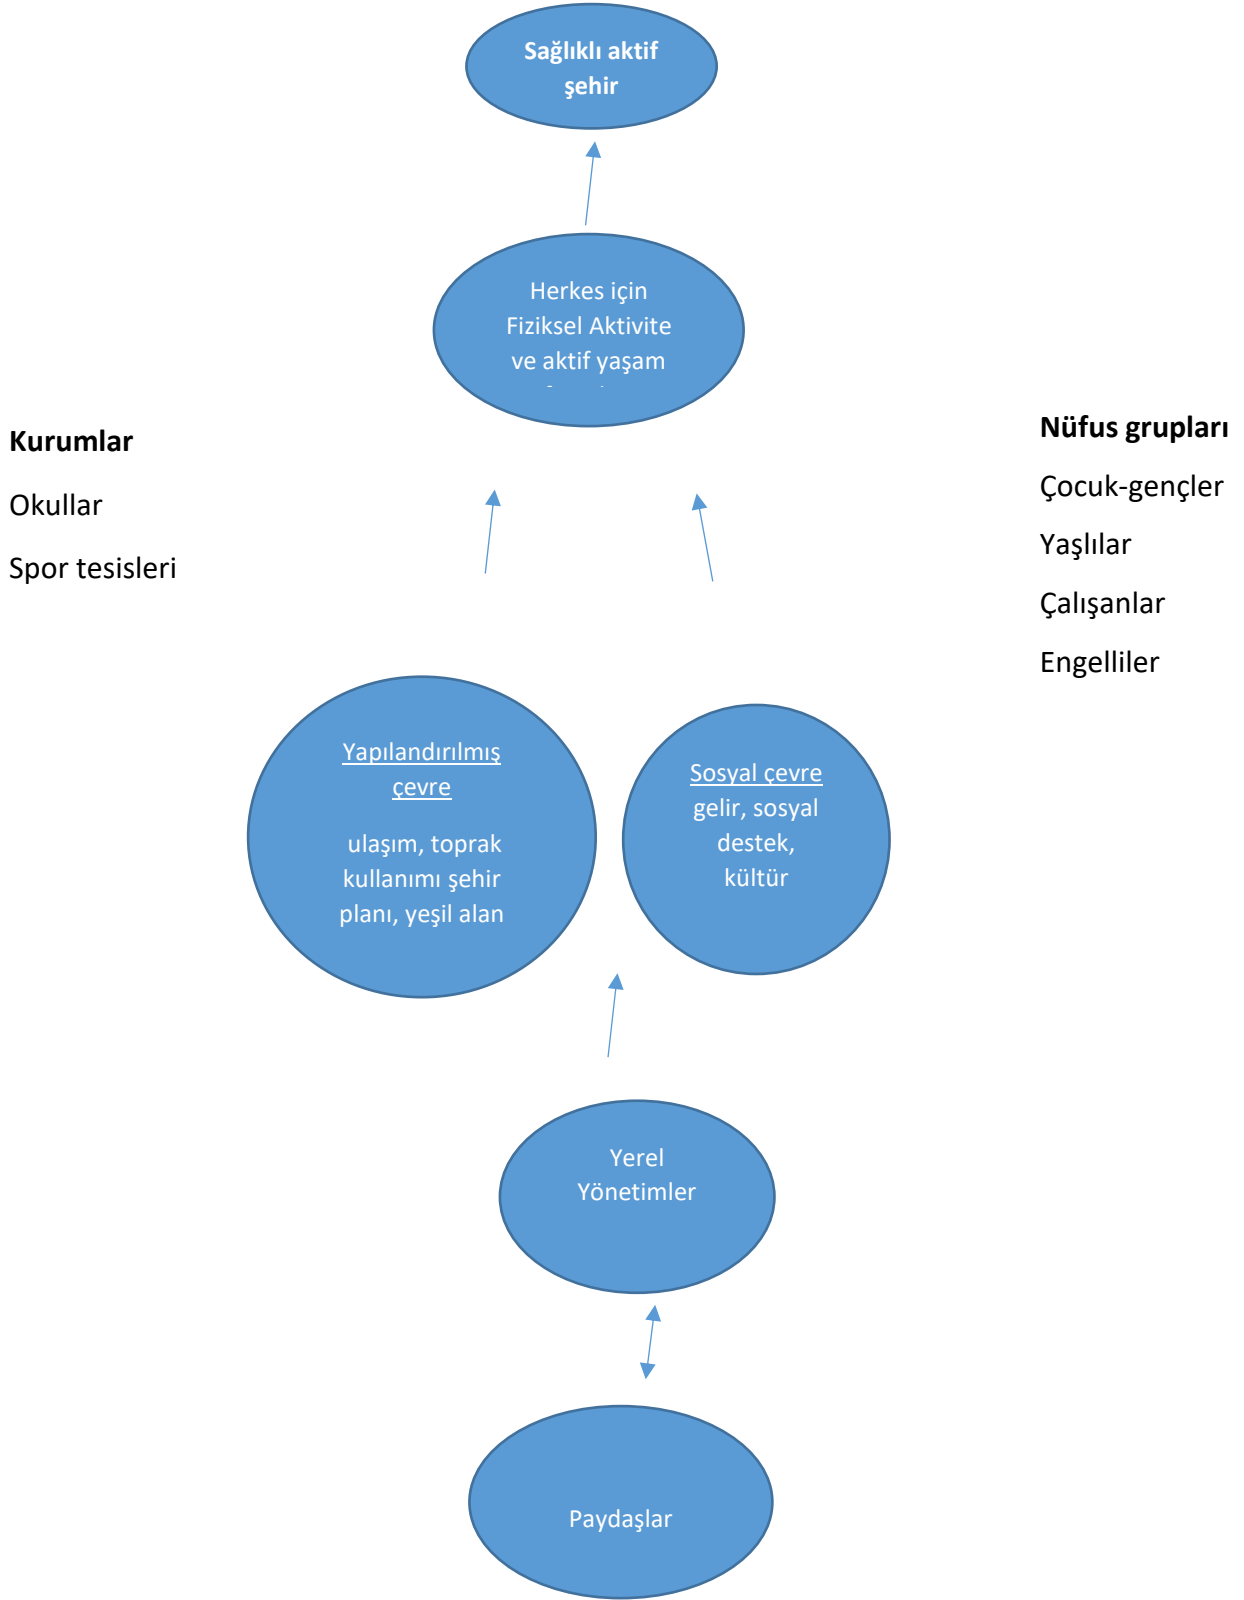 Sağlıklı aktif
şehir
Herkes için
Fiziksel Aktivite
ve aktif yaşam
Kurumlar
Okullar
Spor tesisleri
Nüfus grupları
Çocuk-gençler
Yaşlılar
Çalışanlar
Engelliler
Yapılandırılmış
çevre
ulaşım, toprak
kullanımı şehir
planı, yeşil alan
Sosyal çevre
gelir, sosyal
destek,
kültür
Yerel
Yönetimler
Paydaşlar